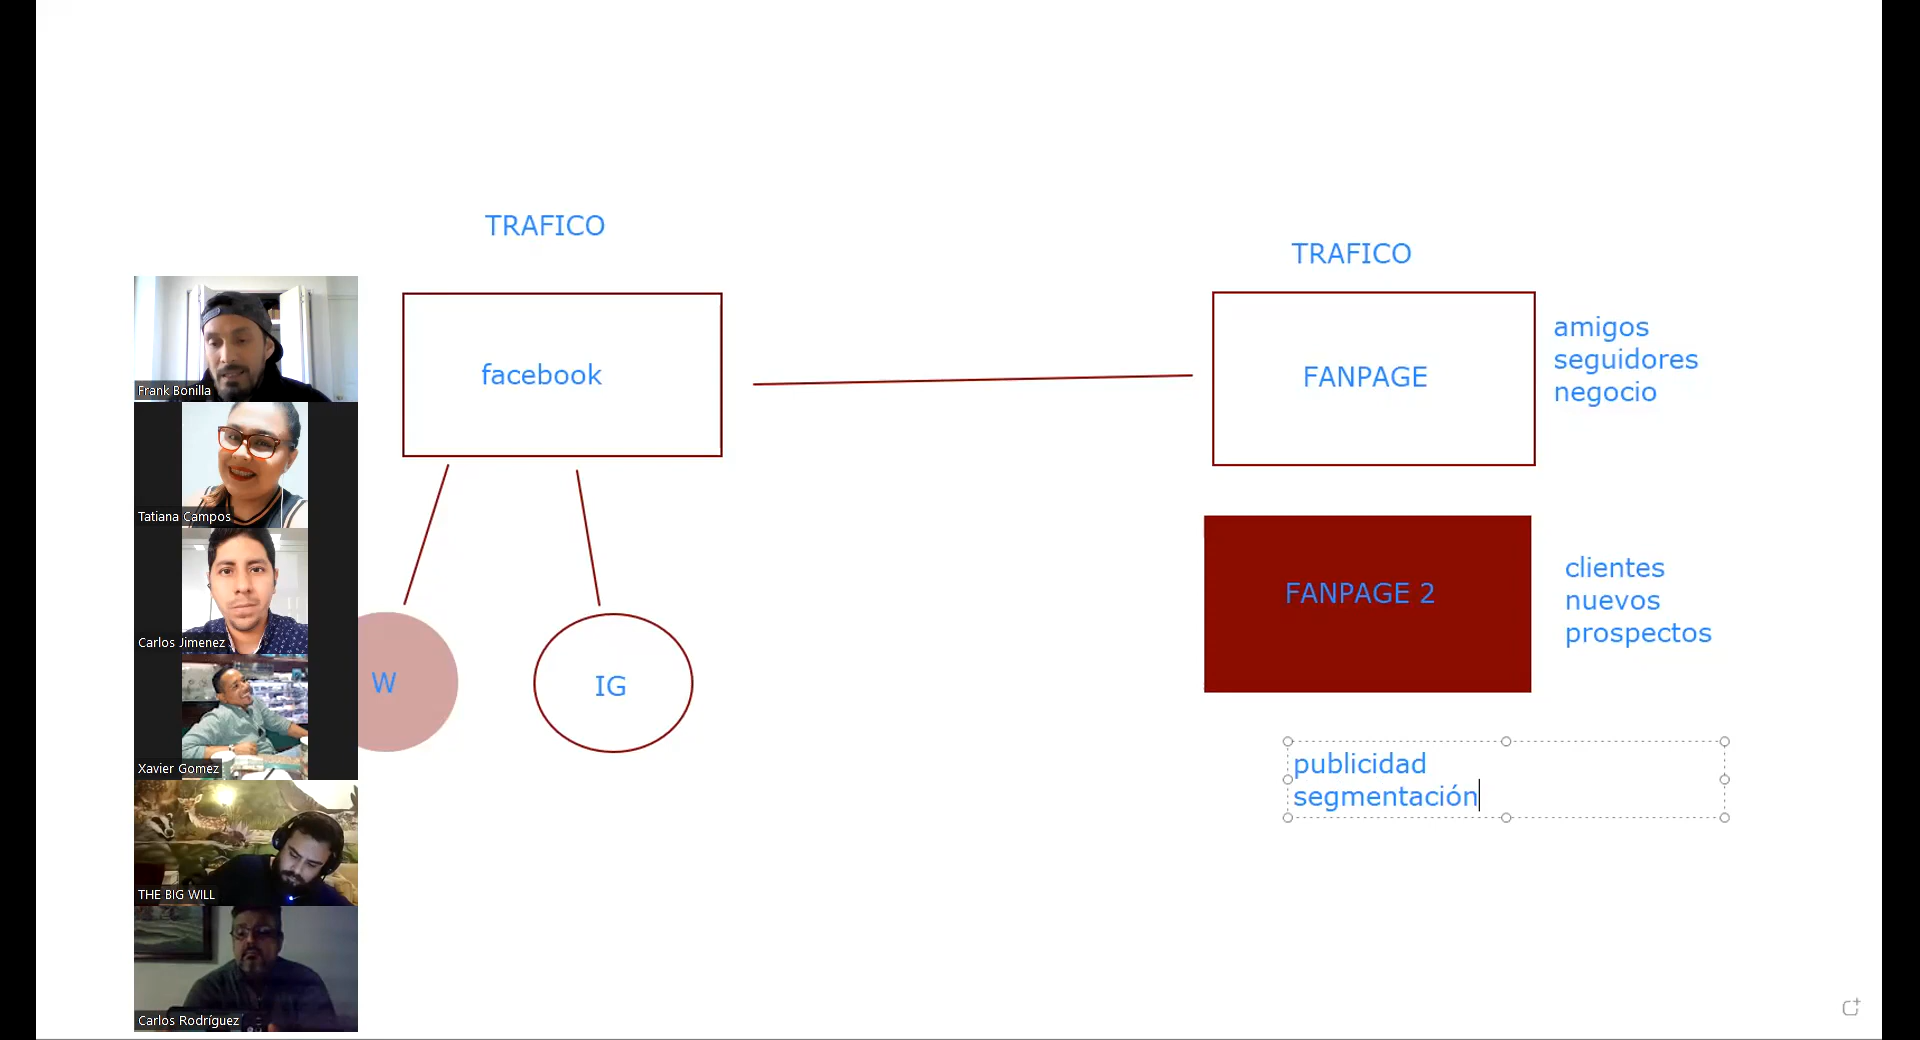 TRAFICO
TRAFICO
facebook
FANPAGE
amigos
seguidores
negocio
Frank Bonilla
Tatiana Campos
Carlos Jimenez
Xavier Gomez
THE BIG WILL
Carlos Rodríguez
W
IG
FANPAGE 2
clientes
nuevos
prospectos
publicidad
segmentación